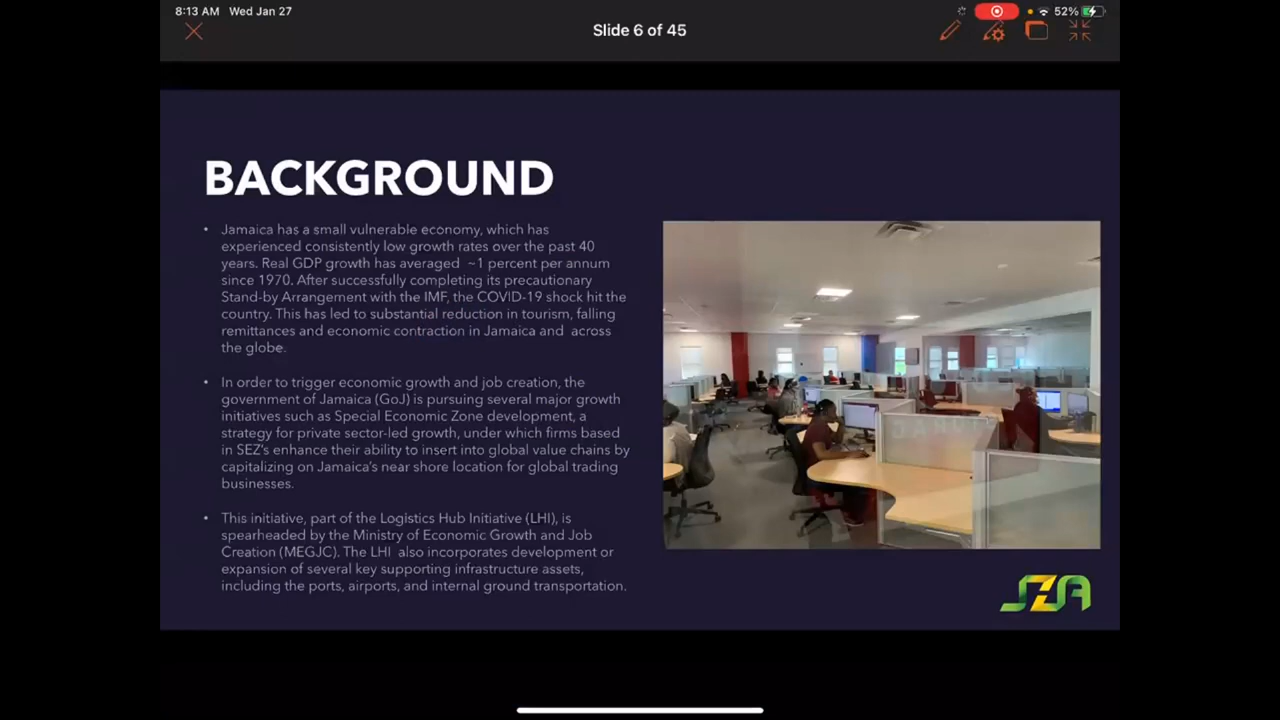 8:13 AM Wed Jan 27
52%
Slide 6 of 45
BACKGROUND
• Jamaica has a small vulnerable economy, which has
experienced consistently low growth rates over the past 40
years. Real GDP growth has averaged ~1 percent per annum
since 1970. After successfully completing its precautionary
Stand-by Arrangement with the IMF, the COVID-19 shock hit the
country. This has led to substantial reduction in tourism, falling
remittances and economic contraction in Jamaica and across
the globe.
• In order to trigger economic growth and job creation, the
government of Jamaica (GoJ) is pursuing several major growth
initiatives such as Special Economic Zone development, a
strategy for private sector-led growth, under which firms based
in SEZ's enhance their ability to insert into global value chains by
capitalizing on Jamaica's near shore location for global trading
businesses.
• This initiative, part of the Logistics Hub Initiative (LHI), is
spearheaded by the Ministry of Economic Growth and Job
Creation (MEGJC). The LHI also incorporates development or
expansion of several key supporting infrastructure assets,
including the ports, airports, and internal ground transportation.
SEZA